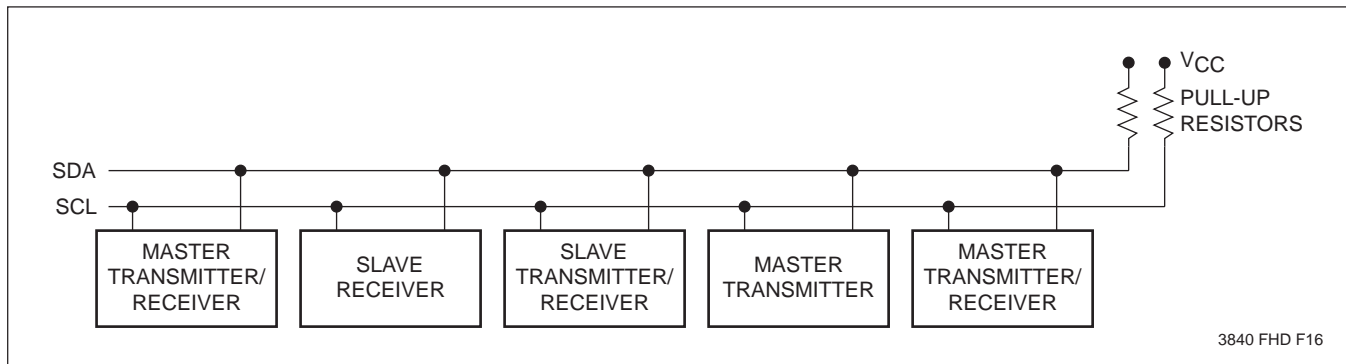 VCC
PULL-UP
RESISTORS
SDA
SCL
MASTER
TRANSMITTER/
RECEIVER
SLAVE
RECEIVER
SLAVE
TRANSMITTER/
RECEIVER
MASTER
TRANSMITTER
MASTER
TRANSMITTER/
RECEIVER
3840 FHD F16